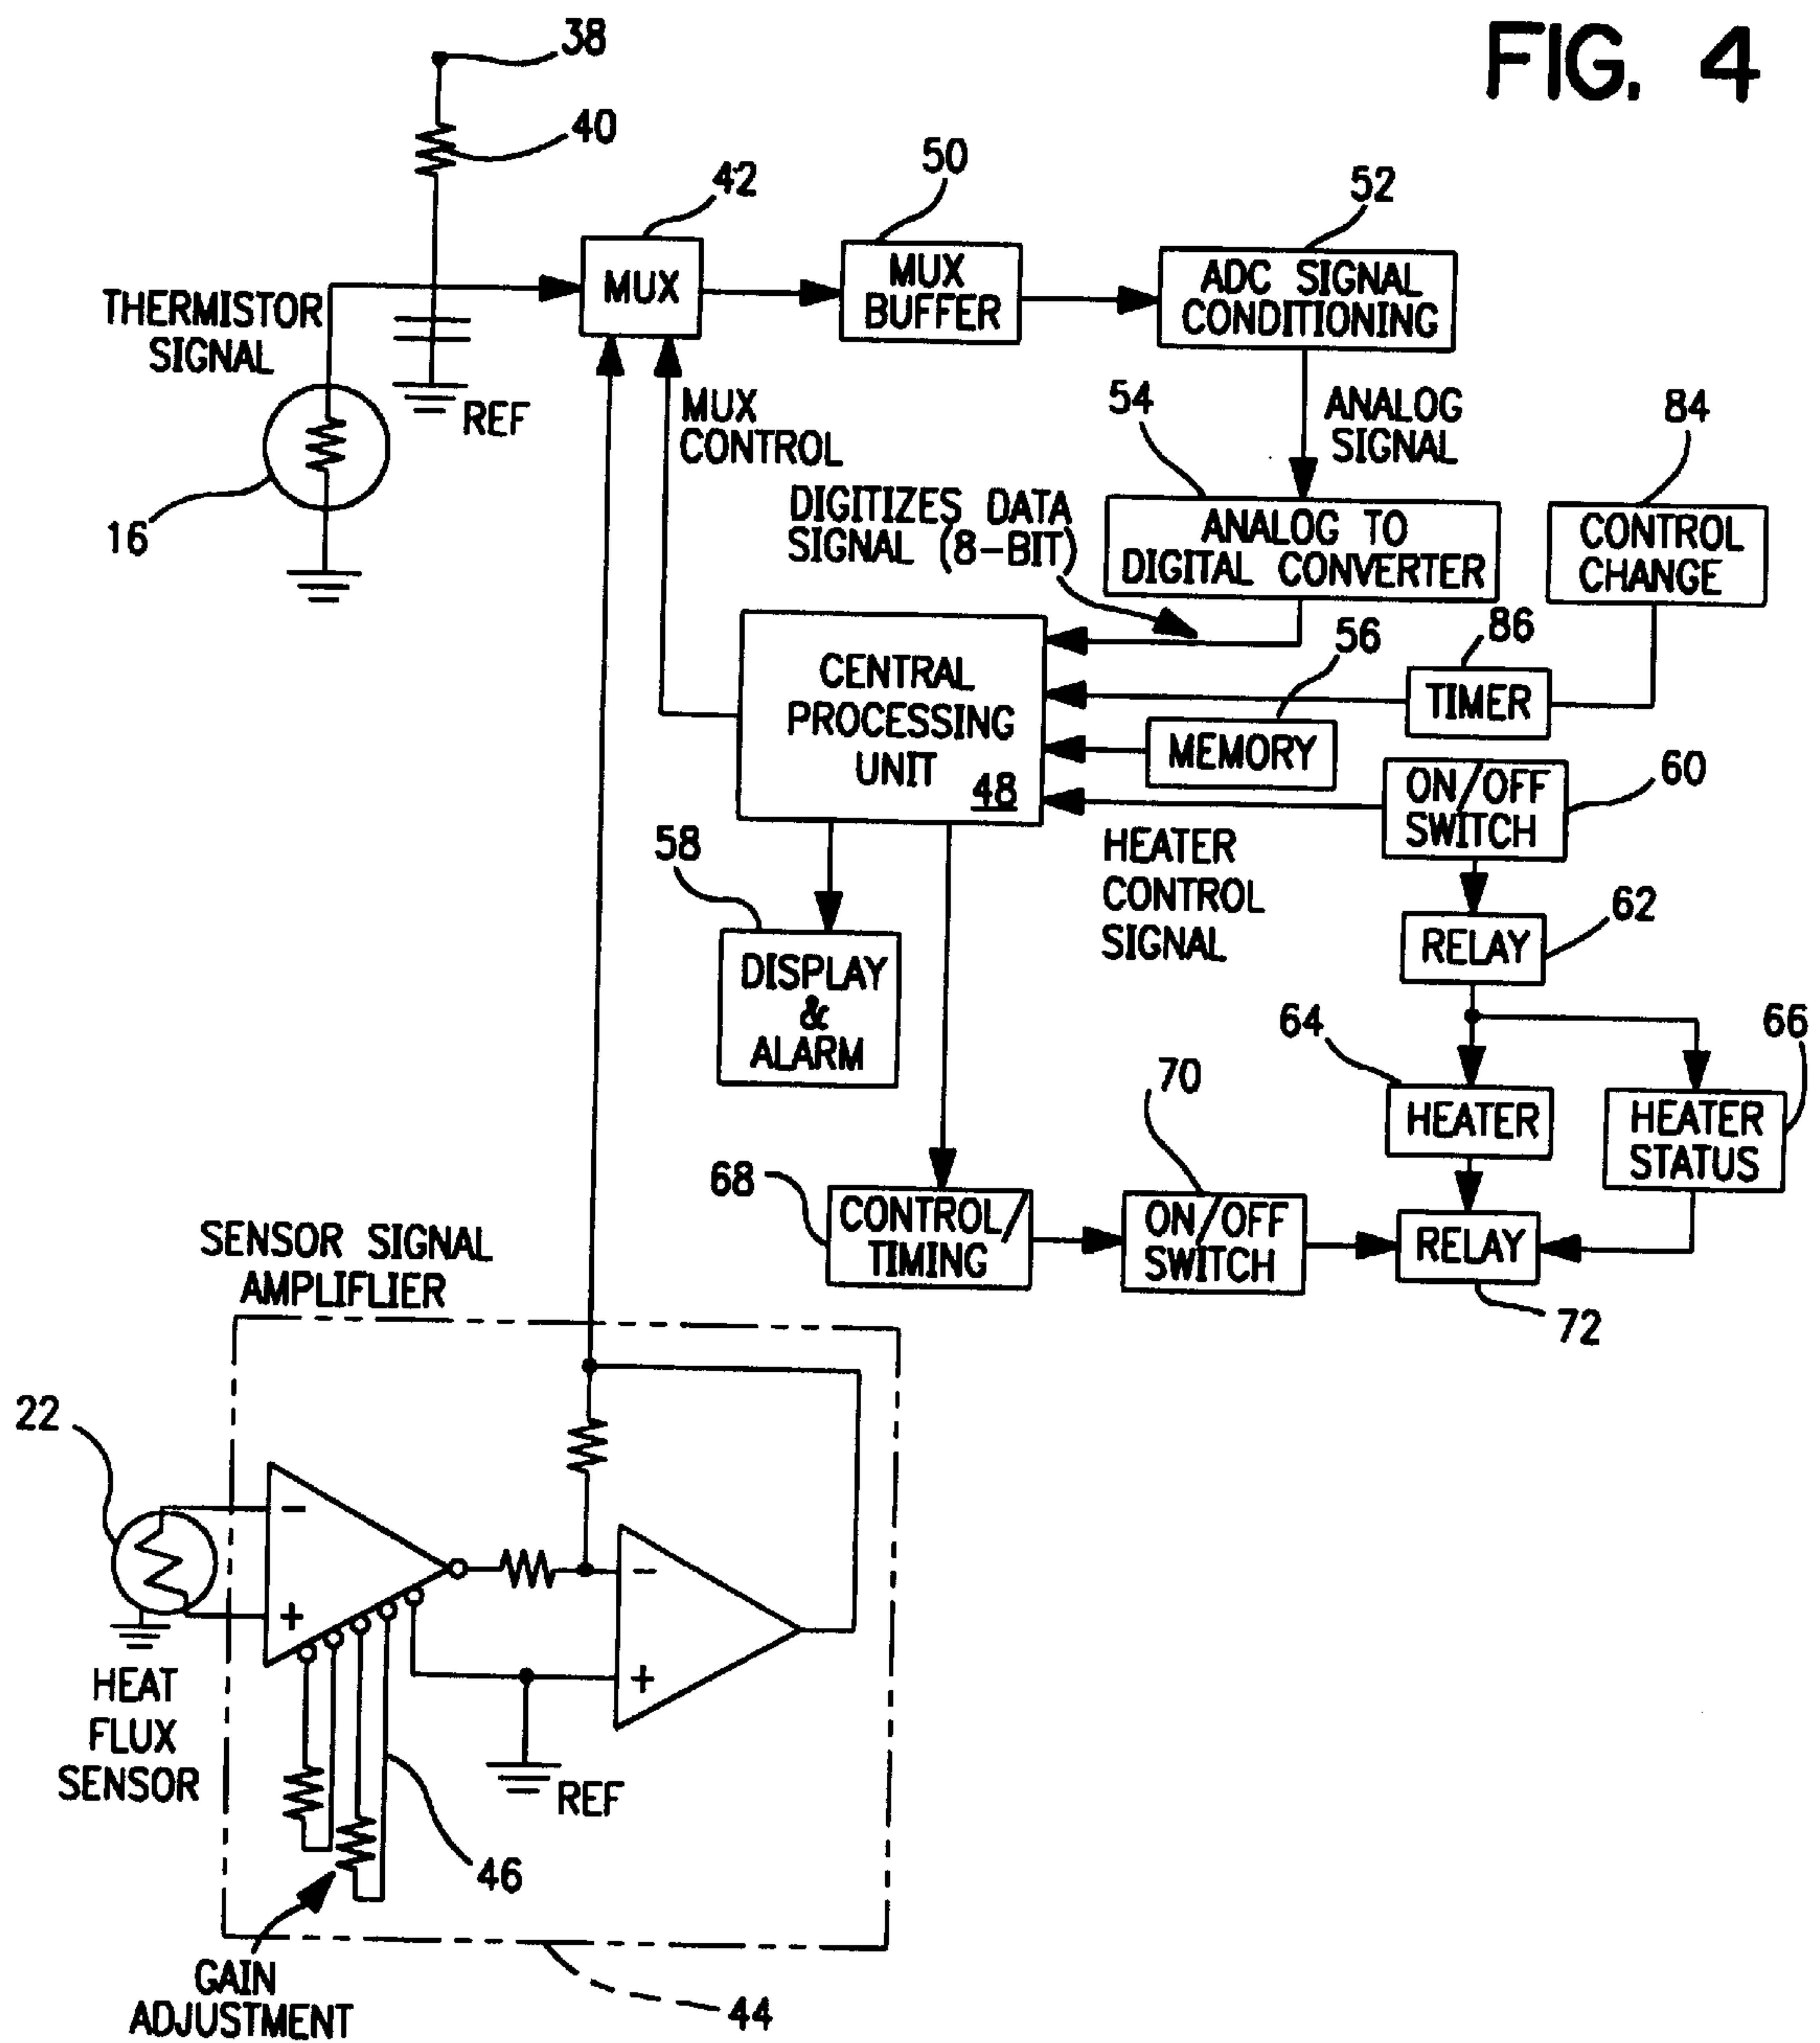 FIG. 4
38
40
42
50
52
MUX
MUX
BUFFER
ADC SIGNAL
CONDITIONING
THERMISTOR
SIGNAL
REF
16
MUX
CONTROL
54
ANALOG
SIGNAL
84
DIGITIZES DATA
SIGNAL (8-BIT)
ANALOG TO
DIGITAL CONVERTER
CONTROL
CHANGE
56
86
CENTRAL
PROCESSING
UNIT
48
TIMER
MEMORY
ON/OFF
SWITCH
60
58
HEATER
CONTROL
SIGNAL
RELAY
62
DISPLAY
&
ALARM
64
66
70
HEATER
HEATER
STATUS
68
CONTROL/
TIMING
ON/OFF
SWITCH
RELAY
72
SENSOR SIGNAL
AMPLIFLIER
22
-
+
-
+
HEAT
FLUX
SENSOR
REF
46
GAIN
ADJUSTMENT
44